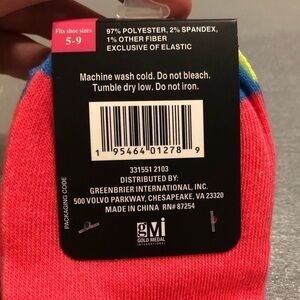 Fits shoe sizes
5-9
97% POLYESTER, 2% SPANDEX,
1% OTHER FIBER
EXCLUSIVE OF ELASTIC
Machine wash cold. Do not bleach.
Tumble dry low. Do not iron.
1 95464 01278 9
331551 2103
DISTRIBUTED BY:
GREENBRIER INTERNATIONAL, INC.
500 VOLVO PARKWAY, CHESAPEAKE, VA 23320
MADE IN CHINA RN# 87254
PACKAGING CODE
gmi
GOLD MEDAL
INTERNATIONAL